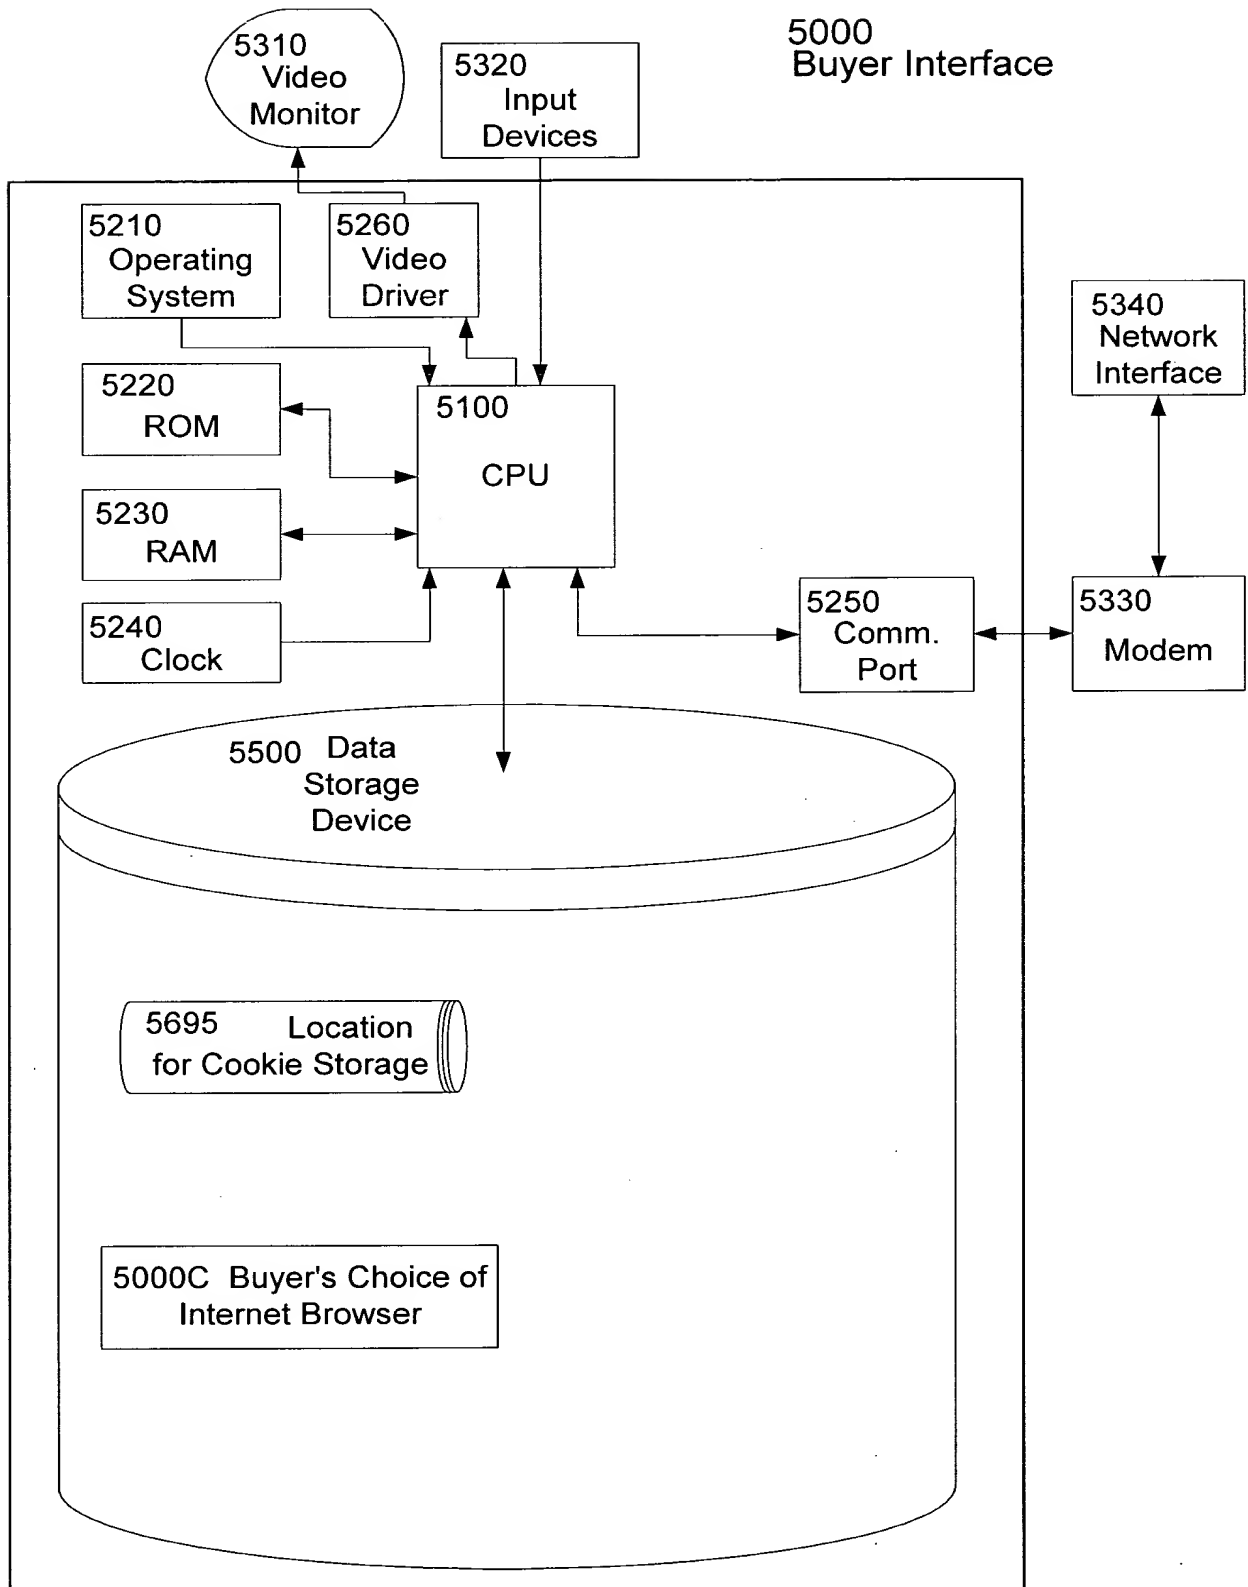 5000
Buyer Interface
5310
Video
Monitor
5320
Input
Devices
5210
Operating
System
5260
Video
Driver
5340
Network
Interface
5220
ROM
5100
CPU
5230
RAM
5240
Clock
5250
Comm.
Port
5330
Modem
5500 Data
Storage
Device
5695 Location
for Cookie Storage
5000C Buyer's Choice of
Internet Browser